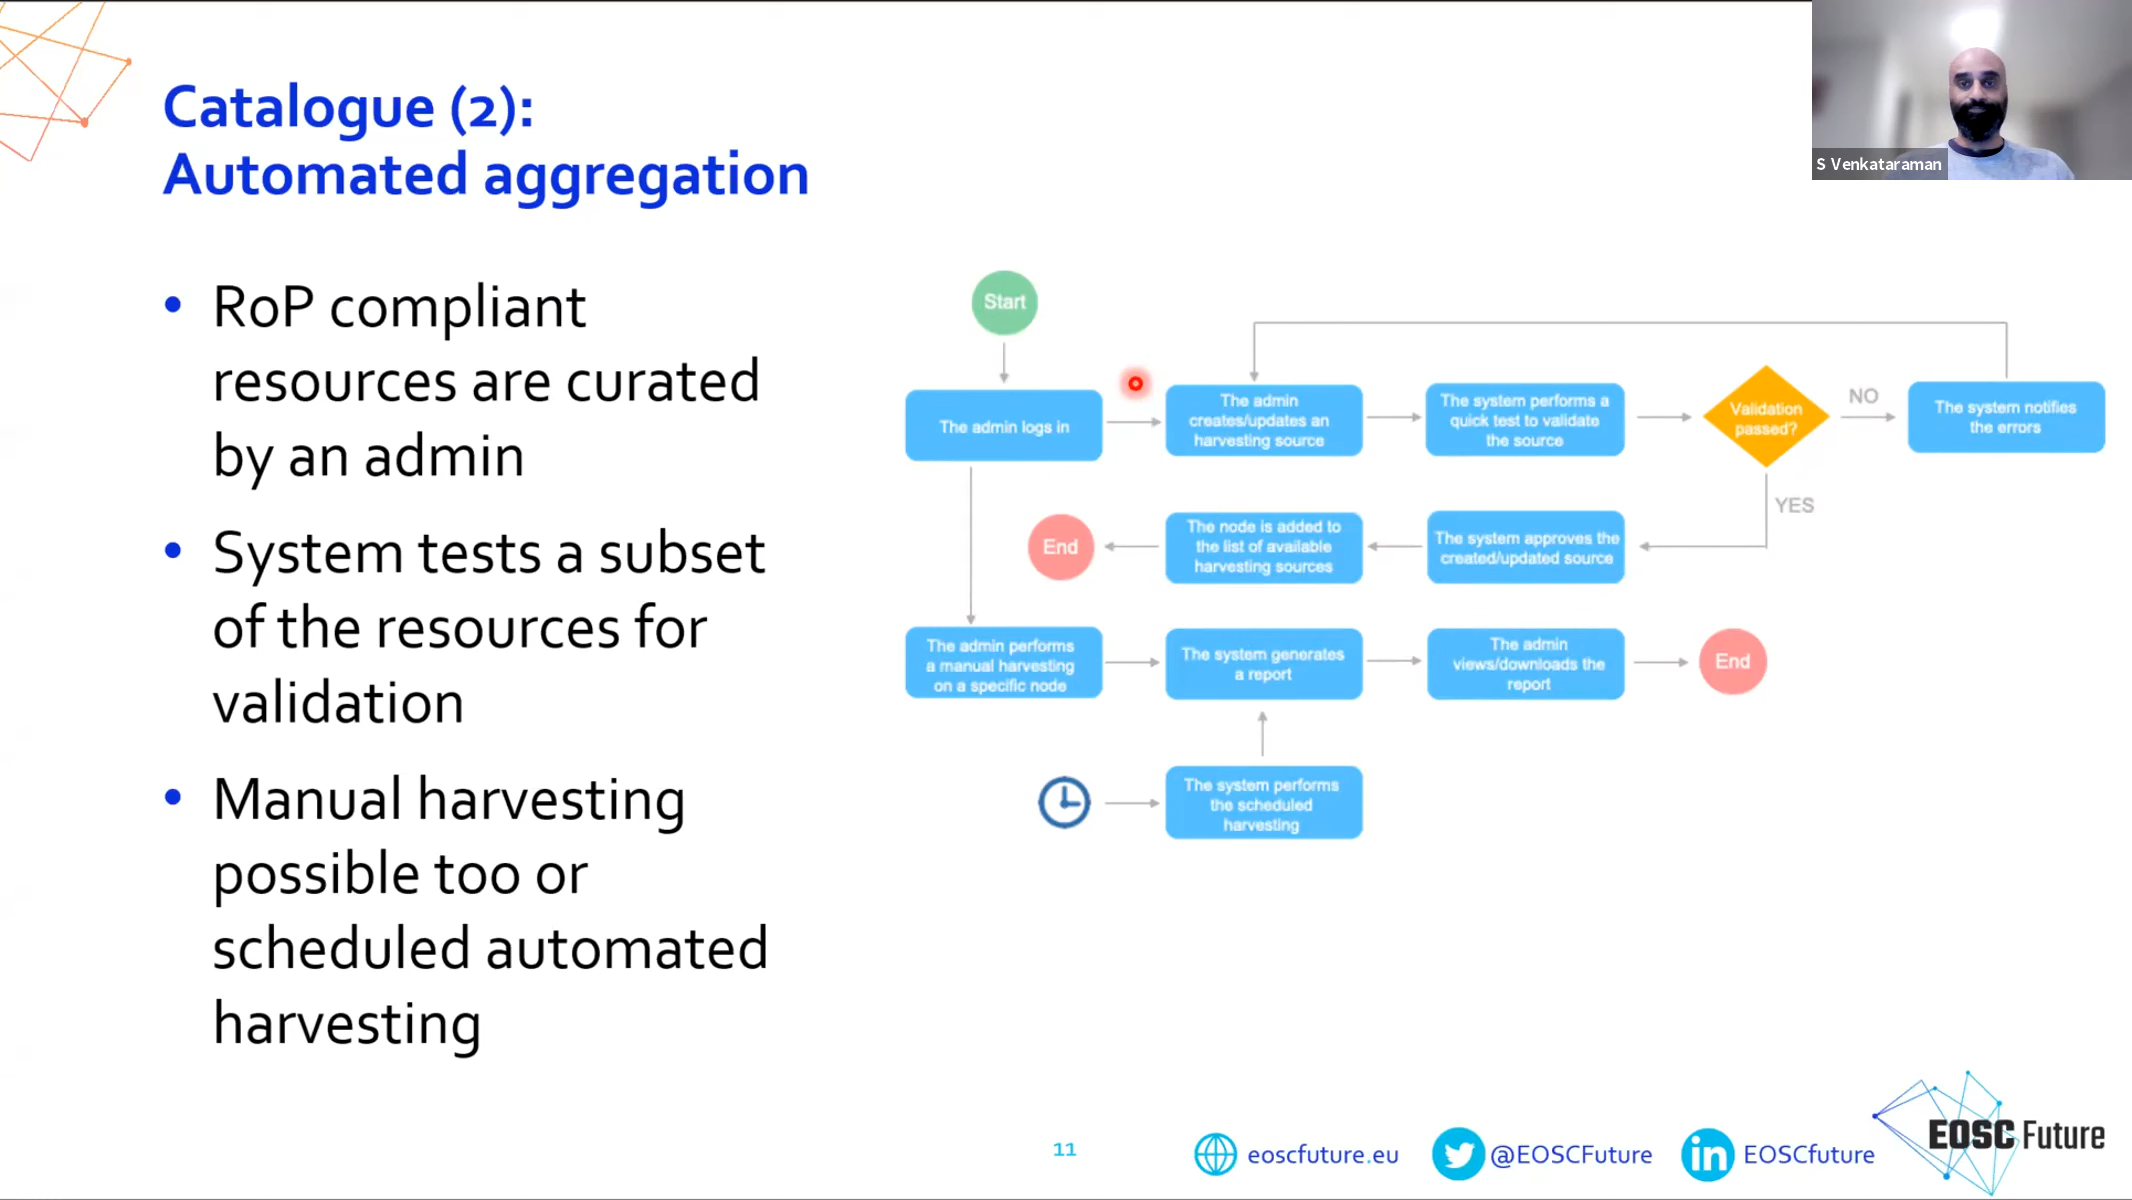 Catalogue (2):
Automated aggregation
• RoP compliant
resources are curated
by an admin
• System tests a subset
of the resources for
validation
• Manual harvesting
possible too or
scheduled automated
harvesting
S Venkataraman
Start
The admin logs in
The admin
creates/updates an
harvesting source
The system performs a
quick test to validate
the source
Validation
passed?
NO
The system notifies
the errors
YES
The system approves the
created/updated source
The node is added to
the list of available
harvesting sources
End
The admin performs
a manual harvesting
on a specific node
The system generates
a report
The admin
views/downloads the
report
End
The system performs
the scheduled
harvesting
11
eoscfuture.eu
@EOSCFuture
in
EOSCfuture
EOSC Future